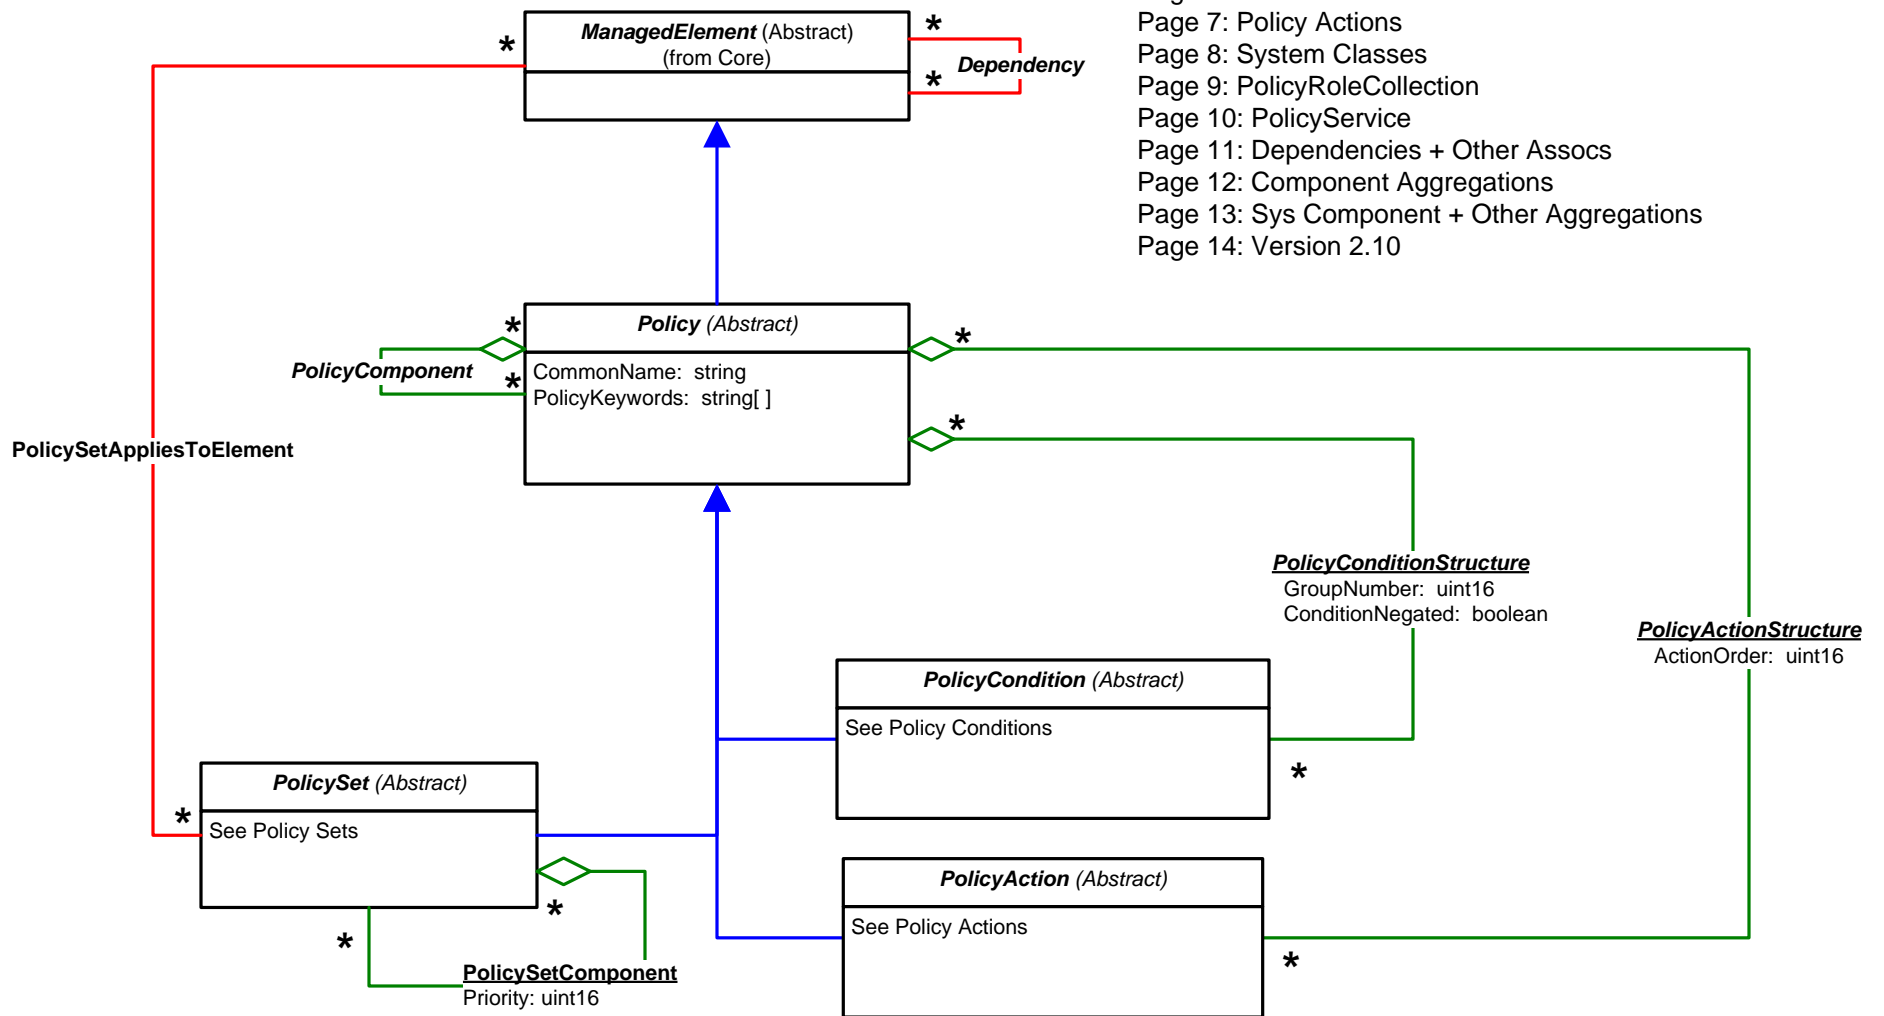 Page 7: Policy Actions
Page 8: System Classes
Page 9: PolicyRoleCollection
Page 10: PolicyService
Page 11: Dependencies + Other Assocs
Page 12: Component Aggregations
Page 13: Sys Component + Other Aggregations
Page 14: Version 2.10
*
ManagedElement (Abstract)
(from Core)
*
*
Dependency
*
*
PolicyComponent
Policy (Abstract)
CommonName: string
PolicyKeywords: string[ ]
*
*
PolicySetAppliesToElement
PolicyConditionStructure
GroupNumber: uint16
ConditionNegated: boolean
PolicyActionStructure
ActionOrder: uint16
PolicyCondition (Abstract)
See Policy Conditions
*
*
PolicySet (Abstract)
See Policy Sets
*
*
PolicySetComponent
Priority: uint16
PolicyAction (Abstract)
See Policy Actions
*